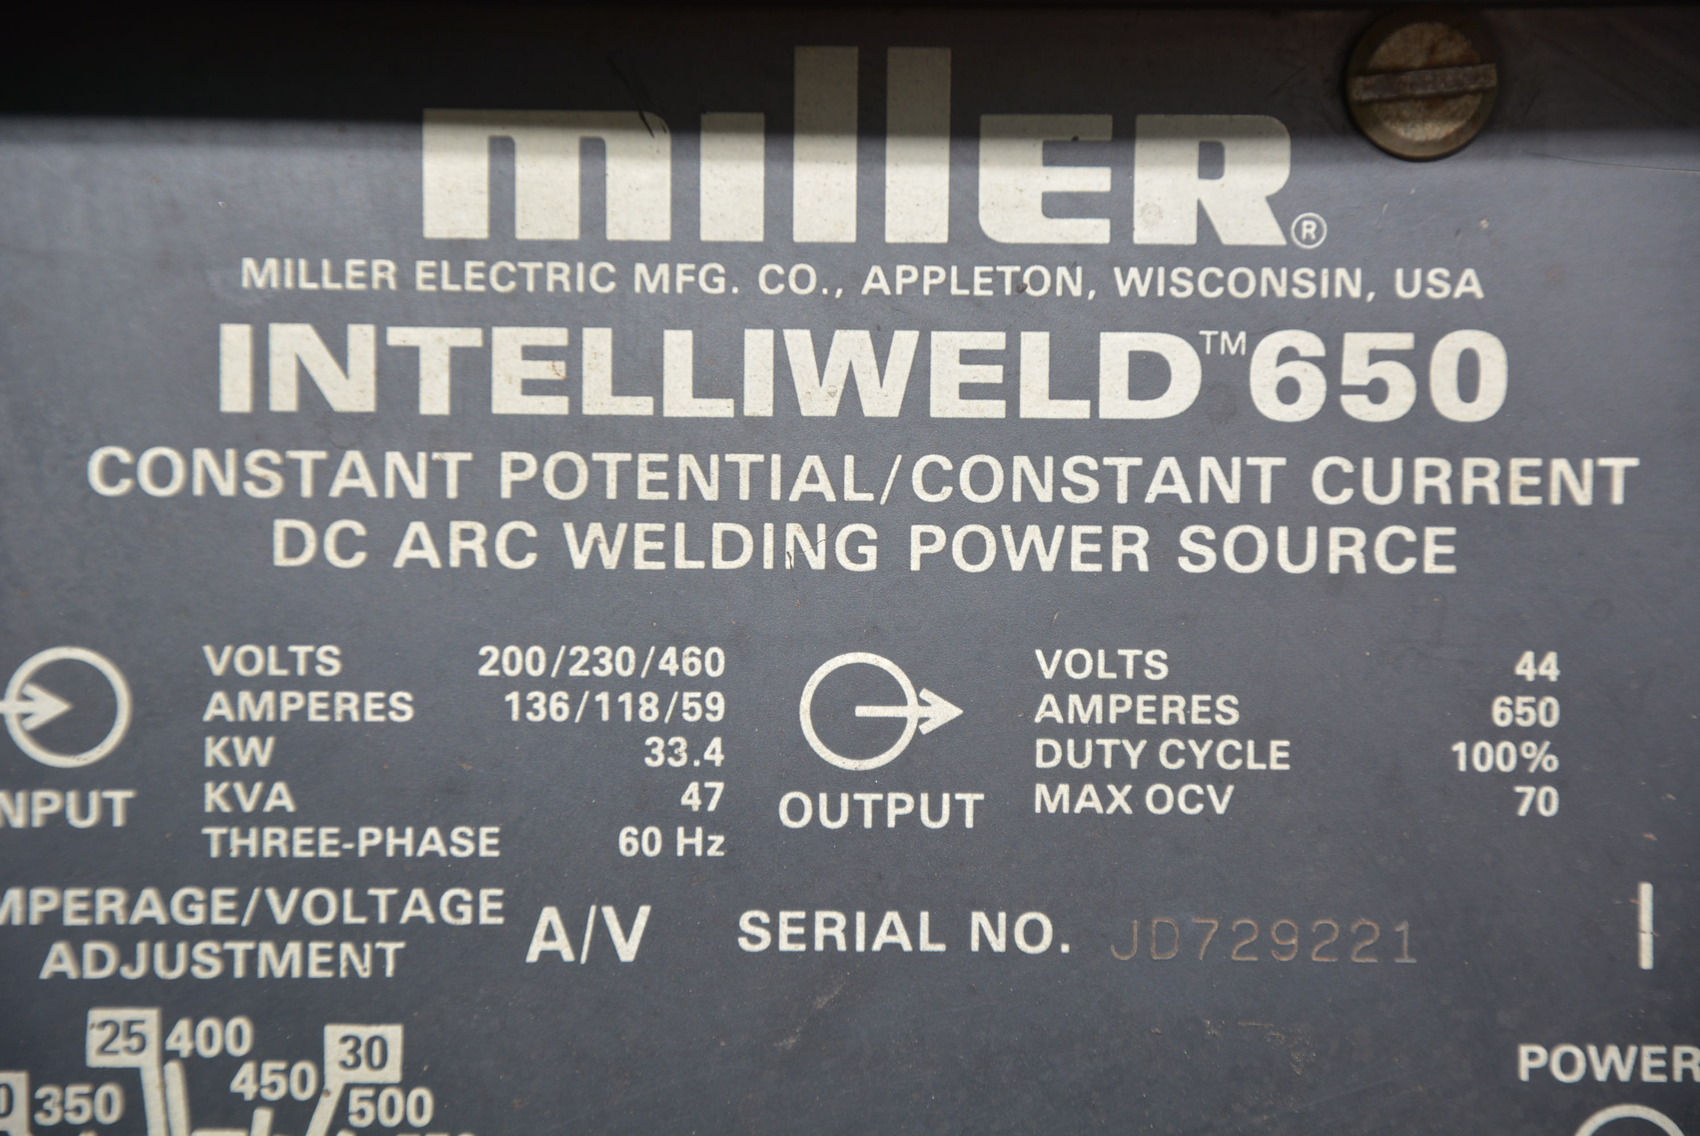 miller®
MILLER ELECTRIC MFG. CO., APPLETON, WISCONSIN, USA
INTELLIWELD™ 650
CONSTANT POTENTIAL/CONSTANT CURRENT
DC ARC WELDING POWER SOURCE
VOLTS 200/230/460
AMPERES 136/118/59
KW 33.4
KVA 47
THREE-PHASE 60 Hz
NPUT
OUTPUT
VOLTS 44
AMPERES 650
DUTY CYCLE 100%
MAX OCV 70
MPERAGE/VOLTAGE
ADJUSTMENT
A/V
SERIAL NO. JD729221
25 400 30
350 450 500
POWER